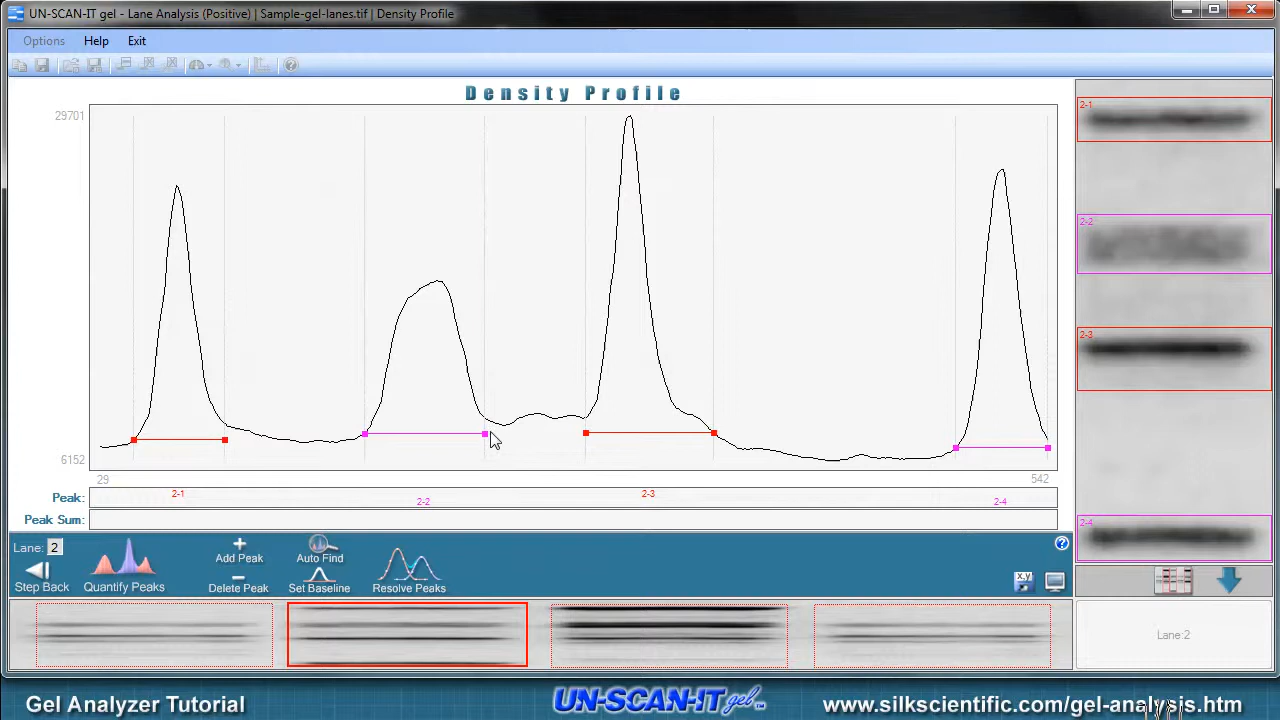 UN-SCAN-IT gel - Lane Analysis (Positive) | Sample-gel-lanes.tif | Density Profile
Options Help Exit
Density Profile
29701
6152
29 542
Peak: 2-1 2-2 2-3 2-4
Peak Sum:
2-1
2-2
2-3
2-4
Lane: 2
Step Back
Quantify Peaks
Add Peak
Delete Peak
Auto Find
Set Baseline
Resolve Peaks
x,y
Lane:2
Gel Analyzer Tutorial
UN-SCAN-IT gel™
www.silkscientific.com/gel-analysis.htm